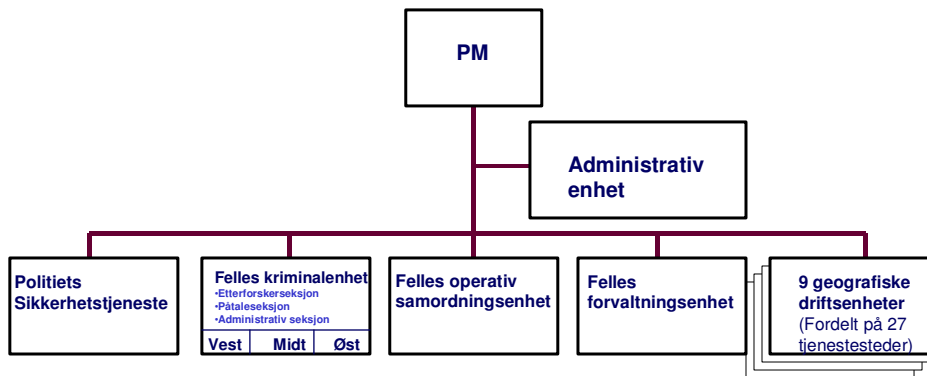 PM
Administrativ
enhet
Politiets
Sikkerhetstjeneste
Felles kriminalenhet
•Etterforskerseksjon
•Påtaleseksjon
•Administrativ seksjon
Vest Midt Øst
Felles operativ
samordningsenhet
Felles
forvaltningsenhet
9 geografiske
driftsenheter
(Fordelt på 27
tjenestesteder)